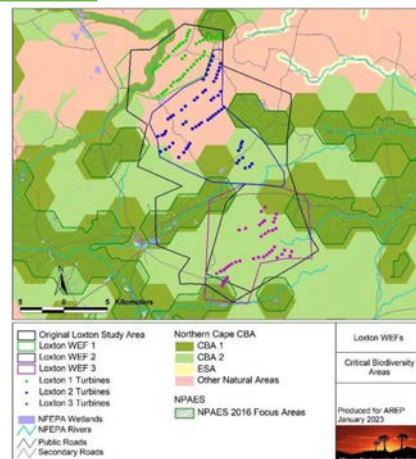 N
5 0 5 Kilometers
Original Loxton Study Area
Loxton WEF 1
Loxton WEF 2
Loxton WEF 3
Loxton 1 Turbines
Loxton 2 Turbines
Loxton 3 Turbines
NFEPA Wetlands
NFEPA Rivers
Public Roads
Secondary Roads
Northern Cape CBA
CBA 1
CBA 2
ESA
Other Natural Areas
NPAES
NPAES 2016 Focus Areas
Loxton WEFs
Critical Biodiversity
Areas
Produced for AREP
January 2023